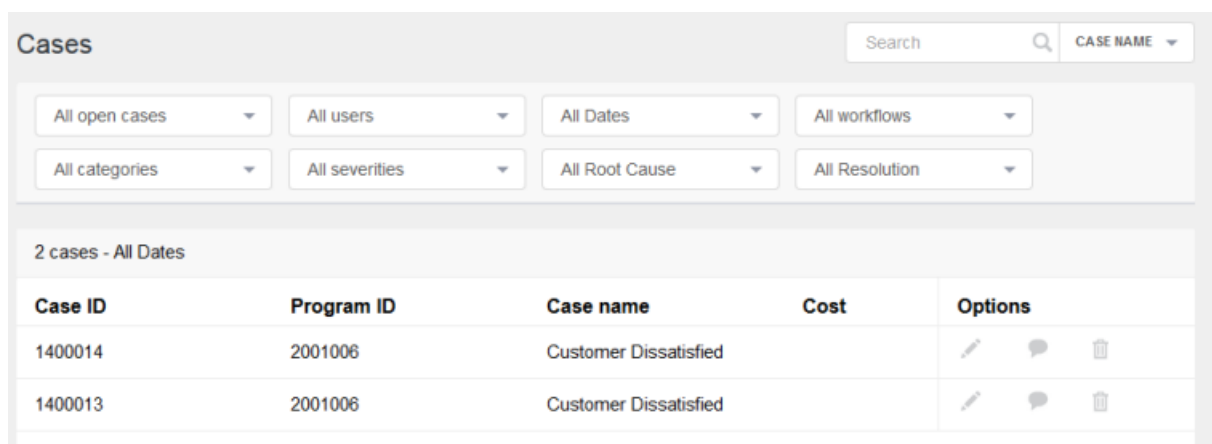 Cases Search CASE NAME
All open cases All users All Dates All workflows
All categories All severities All Root Cause All Resolution
2 cases - All Dates
Case ID Program ID Case name Cost Options
1400014 2001006 Customer Dissatisfied
1400013 2001006 Customer Dissatisfied